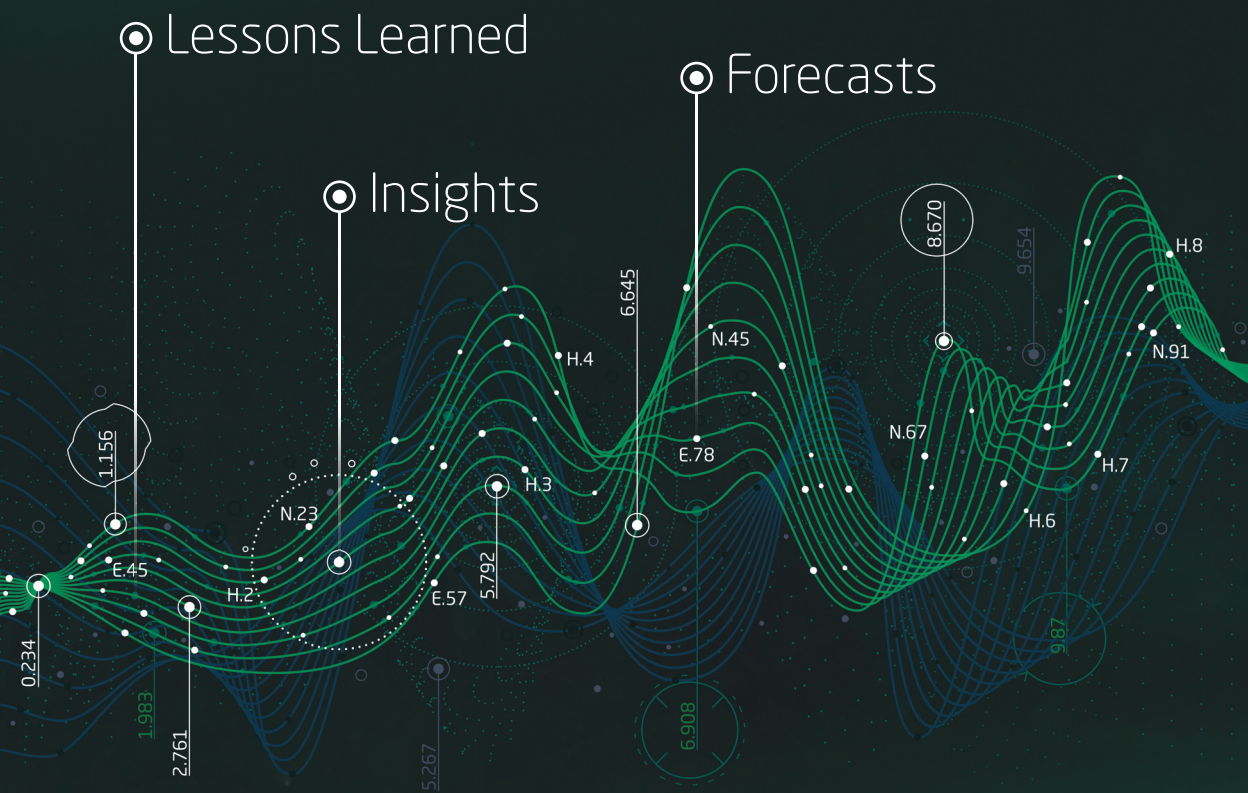 Lessons Learned
Forecasts
Insights
8.670
9.654
H.8
6.645
N.45
N.91
H.4
1.156
N.67
E.78
H.7
H.3
N.23
H.6
E.45
5.792
H.2
E.57
0.234
9.87
1.983
6.908
2.761
5.267